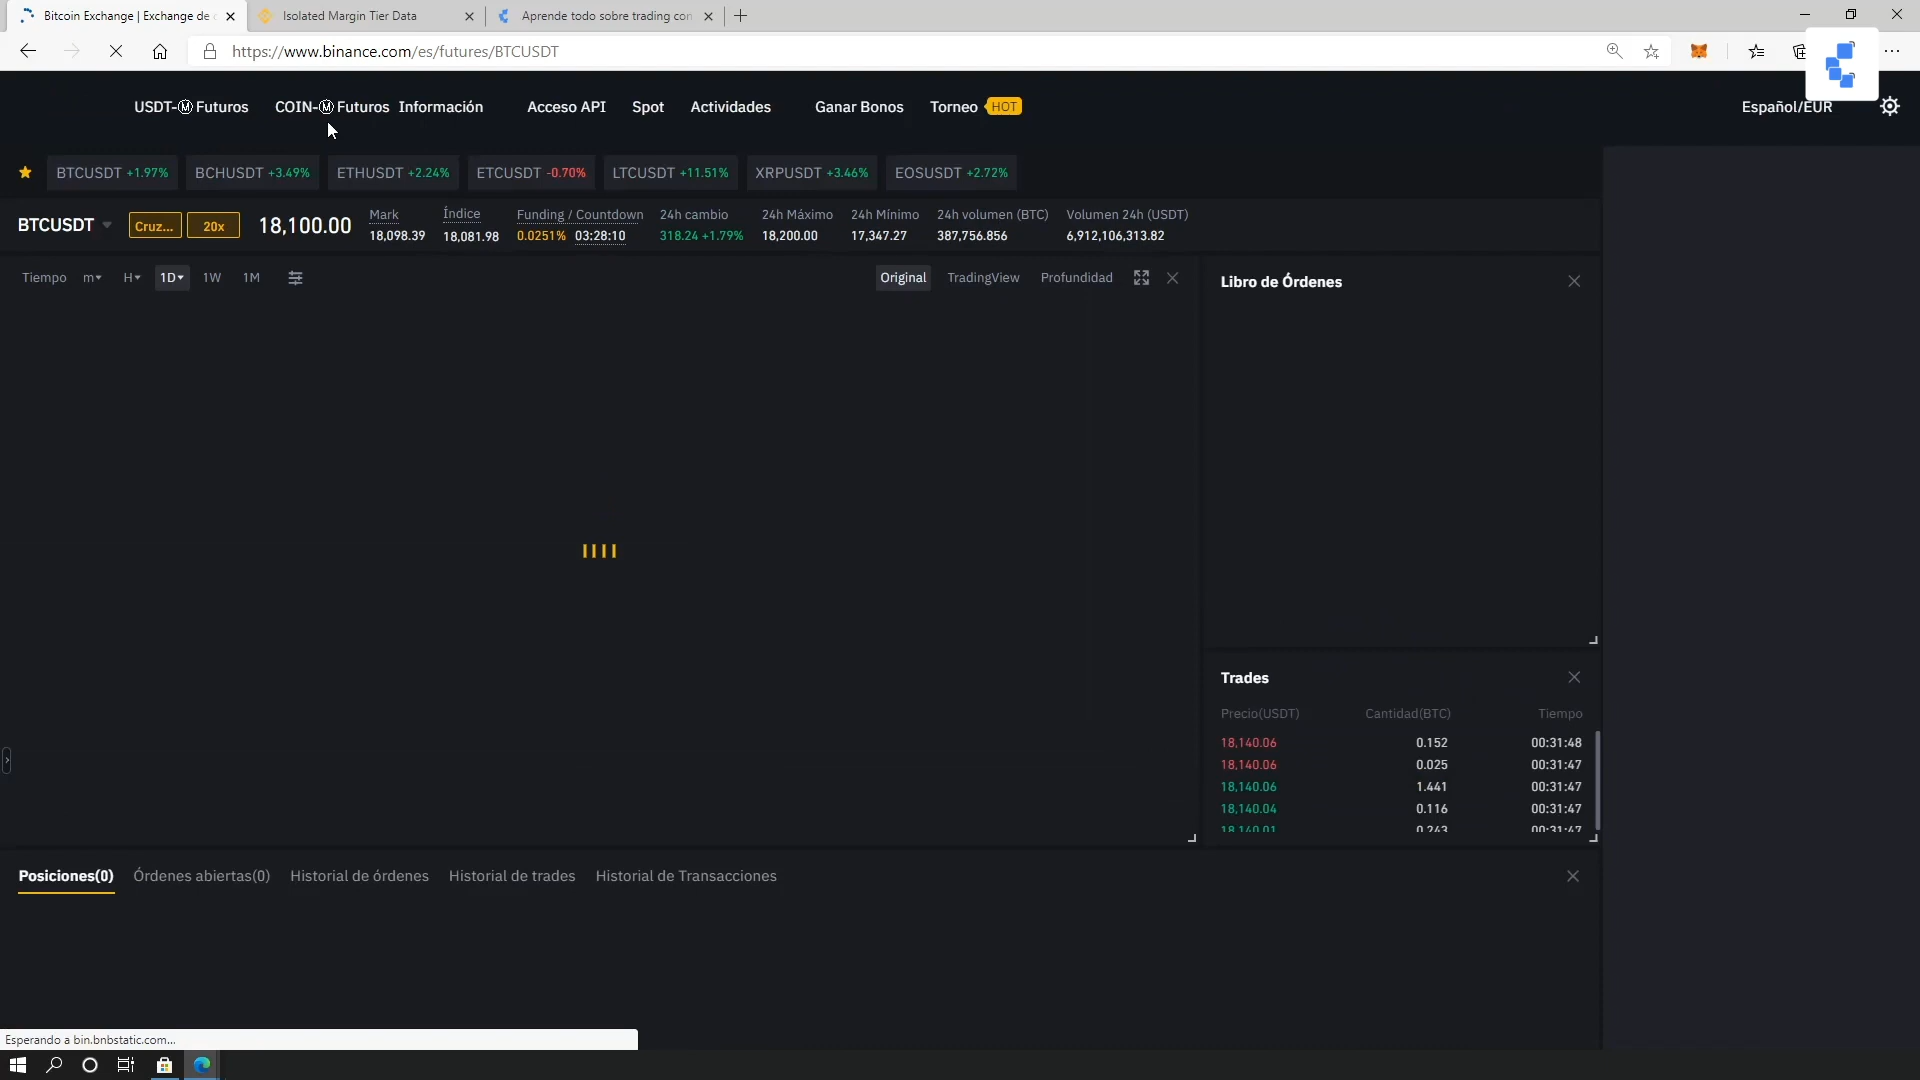 Bitcoin Exchange | Exchange de
Isolated Margin Tier Data
Aprende todo sobre trading con
https://www.binance.com/es/futures/BTCUSDT
USDT-Ⓜ Futuros COIN-Ⓜ Futuros Información Acceso API Spot Actividades Ganar Bonos Torneo HOT Español/EUR
BTCUSDT +1.97% BCHUSDT +3.49% ETHUSDT +2.24% ETCUSDT -0.70% LTCUSDT +11.51% XRPUSDT +3.46% EOSUSDT +2.72%
BTCUSDT Cruz... 20x 18,100.00
Mark Índice Funding / Countdown 24h cambio 24h Máximo 24h Mínimo 24h volumen (BTC) Volumen 24h (USDT)
18,098.39 18,081.98 0.0251% 03:28:10 318.24 +1.79% 18,200.00 17,347.27 387,756.856 6,912,106,313.82
Tiempo m H 1D 1W 1M Original TradingView Profundidad
Libro de Órdenes
Trades
Precio(USDT) Cantidad(BTC) Tiempo
18,140.06 0.152 00:31:48
18,140.06 0.025 00:31:47
18,140.06 1.441 00:31:47
18,140.04 0.116 00:31:47
18,140.01 0.243 00:31:47
Posiciones(0) Órdenes abiertas(0) Historial de órdenes Historial de trades Historial de Transacciones
Esperando a bin.bnbstatic.com...